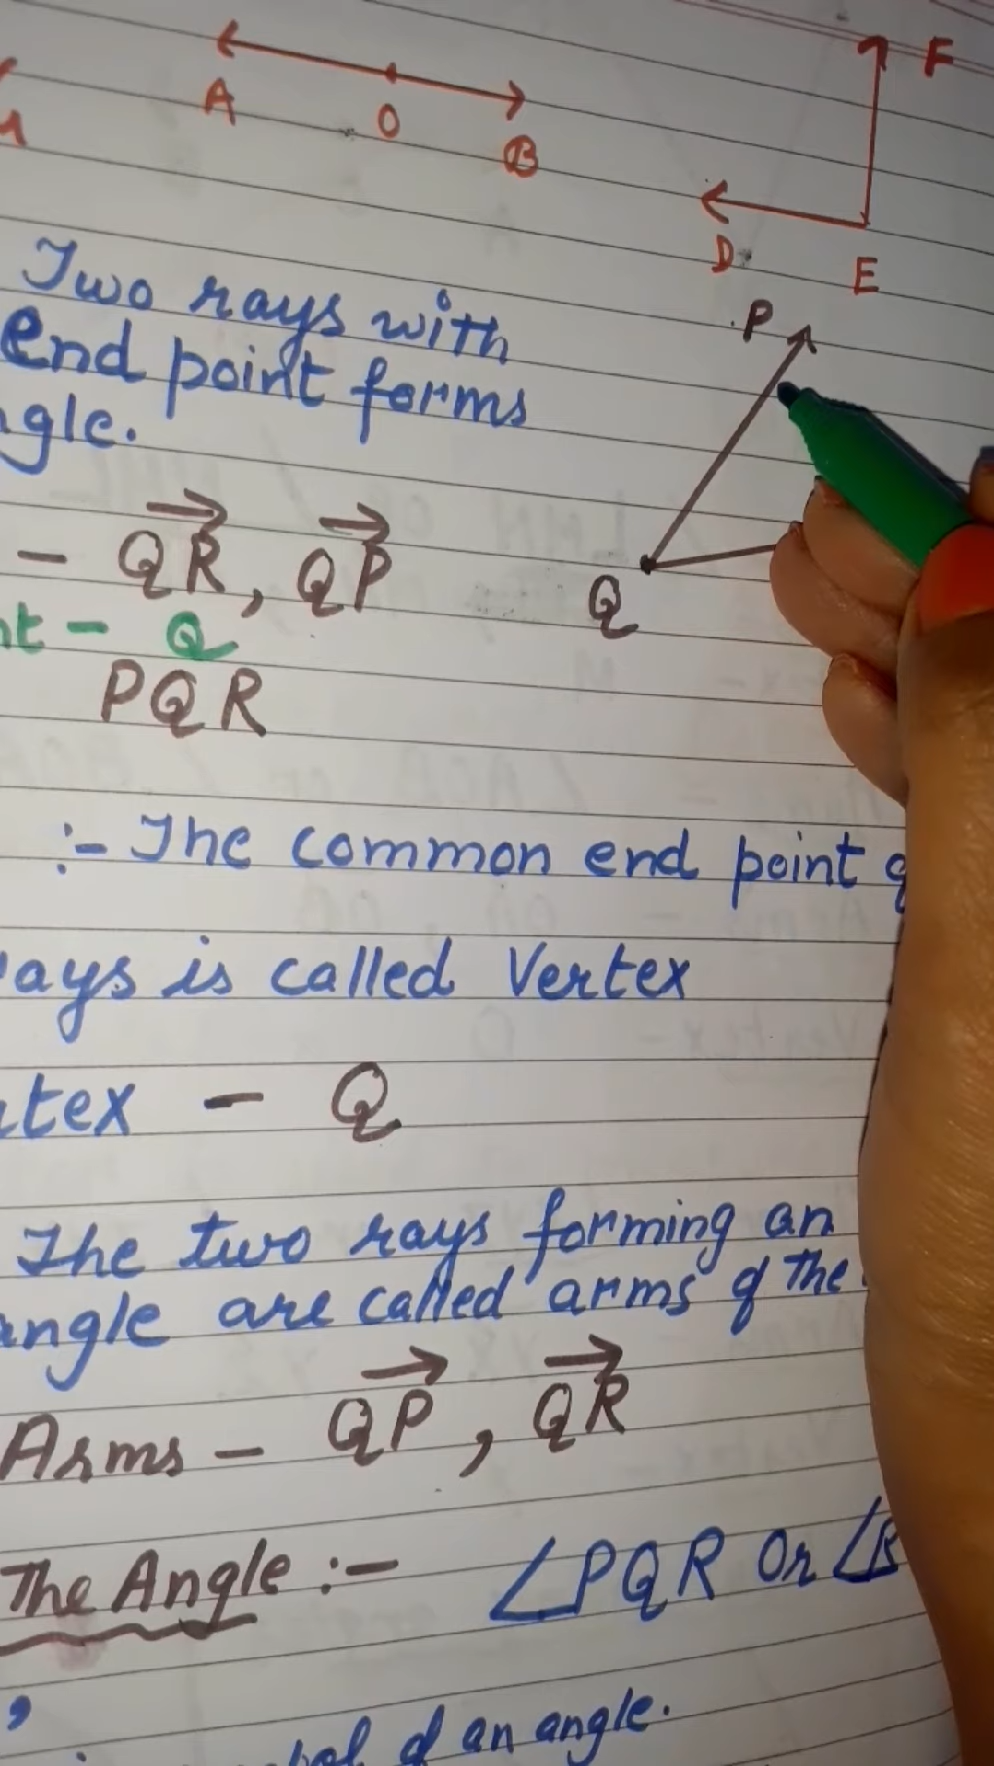 A O B
F
D E
P
Two rays with
end point forms
gle.
- QR, QP
Q
nt - Q
PQR
:- The common end point
ays is called Vertex
tex - Q
The two rays forming an
angle are called arms of the
Arms - QP, QR
The Angle :- ∠PQR Or ∠R
of an angle.